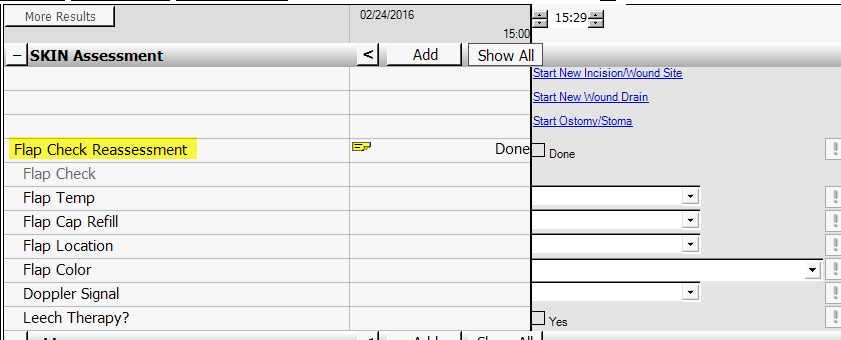 More Results
02/24/2016
15:29
15:00
− SKIN Assessment < Add Show All
Start New Incision/Wound Site
Start New Wound Drain
Start Ostomy/Stoma
Flap Check Reassessment Done Done
Flap Check
Flap Temp
Flap Cap Refill
Flap Location
Flap Color
Doppler Signal
Leech Therapy? Yes